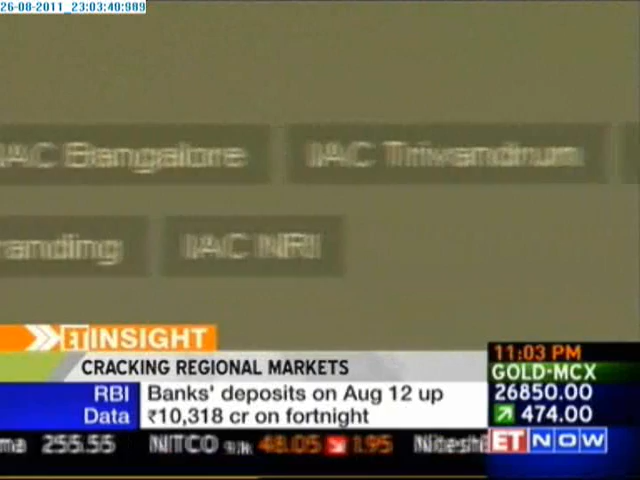 26-08-2011_23:03:40:989
IAC Bangalore
IAC Trivandrum
randing
IAC NRI
ET INSIGHT
CRACKING REGIONAL MARKETS
11:03 PM
GOLD-MCX
26850.00
474.00
RBI Data
Banks' deposits on Aug 12 up
₹10,318 cr on fortnight
ma 255.55 NITCO 48.05 1.95 Nitesh
ET NOW